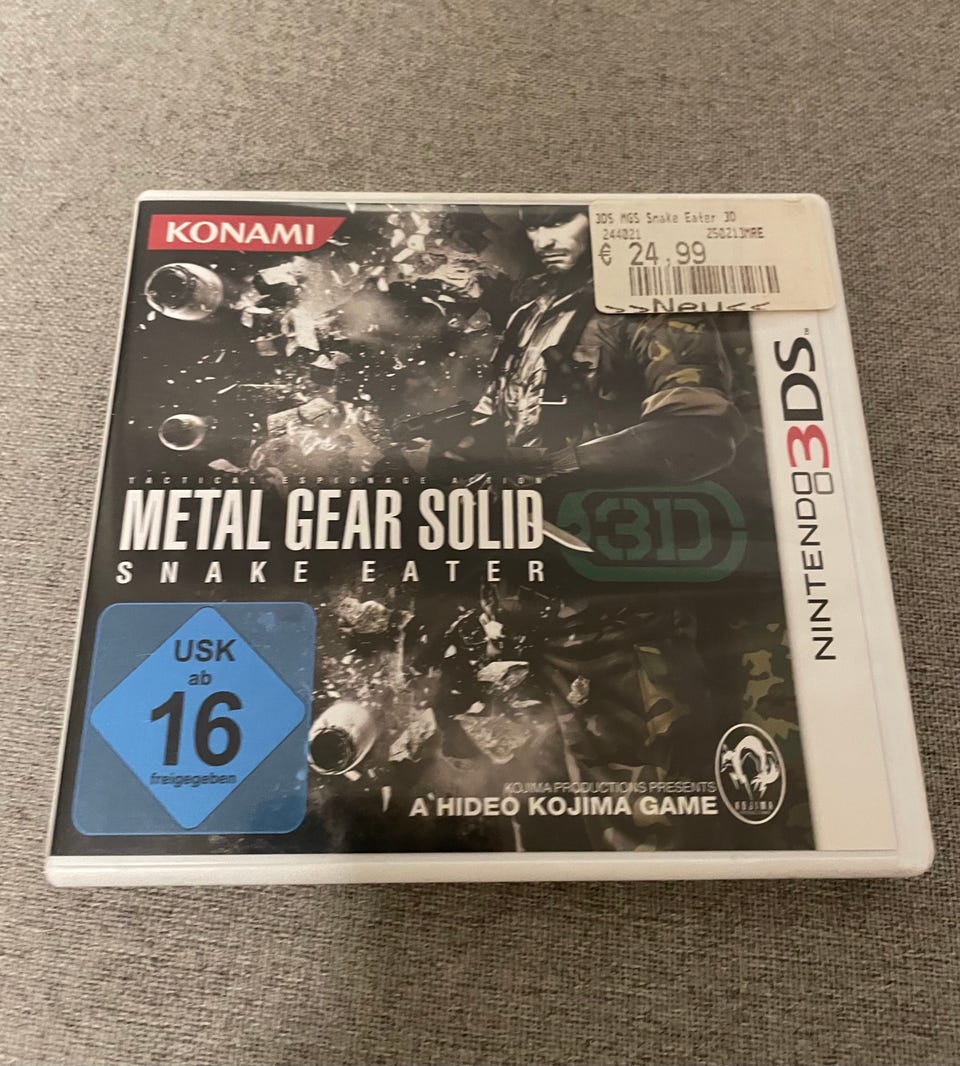 KONAMI
3DS MGS Snake Eater 3D
244021 250213MRE
€ 24,99
>>Neu<<
TACTICAL ESPIONAGE ACTION
METAL GEAR SOLID
SNAKE EATER
3D
NINTENDO 3DS™
USK
ab
16
freigegeben
KOJIMA PRODUCTIONS PRESENTS
A HIDEO KOJIMA GAME
KOJIMA